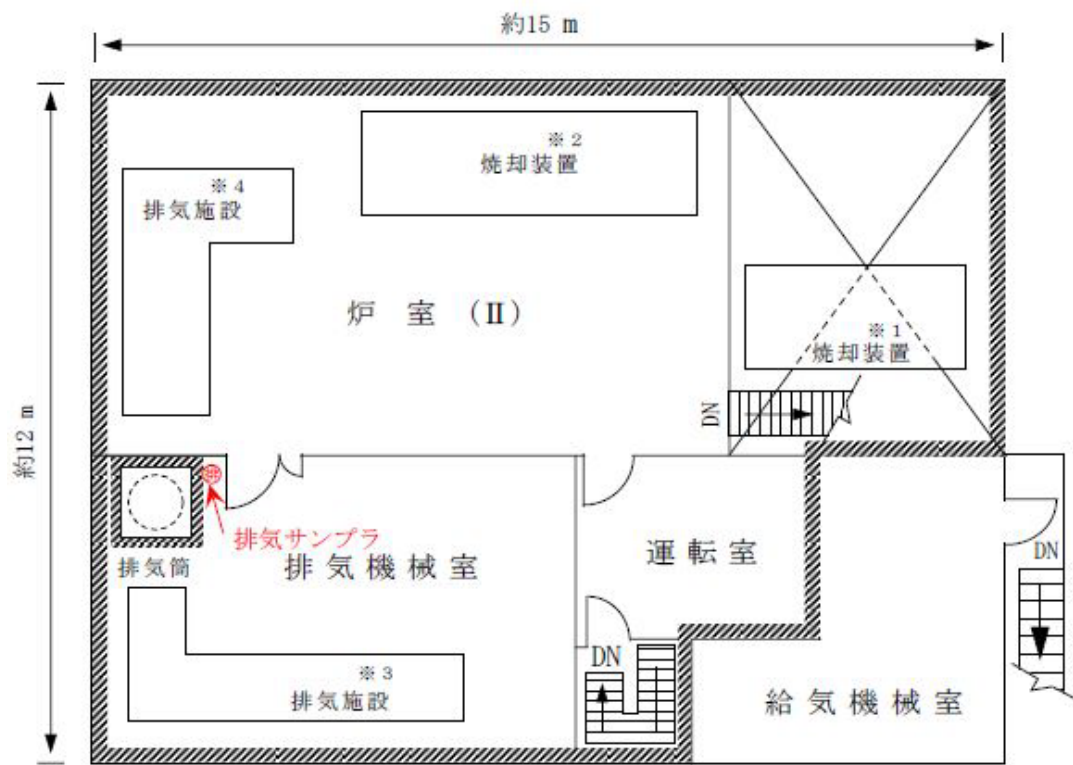 約15 m
※2
焼却装置
※4
排気施設
炉 室 (Ⅱ)
※1
焼却装置
DN
約12 m
排
排気サンプラ
排気筒
排気機械室
運転室
DN
DN
※3
排気施設
給気機械室